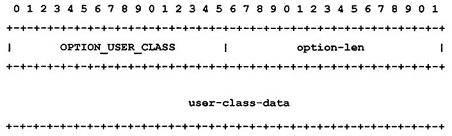 0 1 2 3 4 5 6 7 8 9 0 1 2 3 4 5 6 7 8 9 0 1 2 3 4 5 6 7 8 9 0 1
+-+-+-+-+-+-+-+-+-+-+-+-+-+-+-+-+-+-+-+-+-+-+-+-+-+-+-+-+-+-+-+-+
| OPTION_USER_CLASS | option-len |
+-+-+-+-+-+-+-+-+-+-+-+-+-+-+-+-+-+-+-+-+-+-+-+-+-+-+-+-+-+-+-+-+
user-class-data
+-+-+-+-+-+-+-+-+-+-+-+-+-+-+-+-+-+-+-+-+-+-+-+-+-+-+-+-+-+-+-+-+